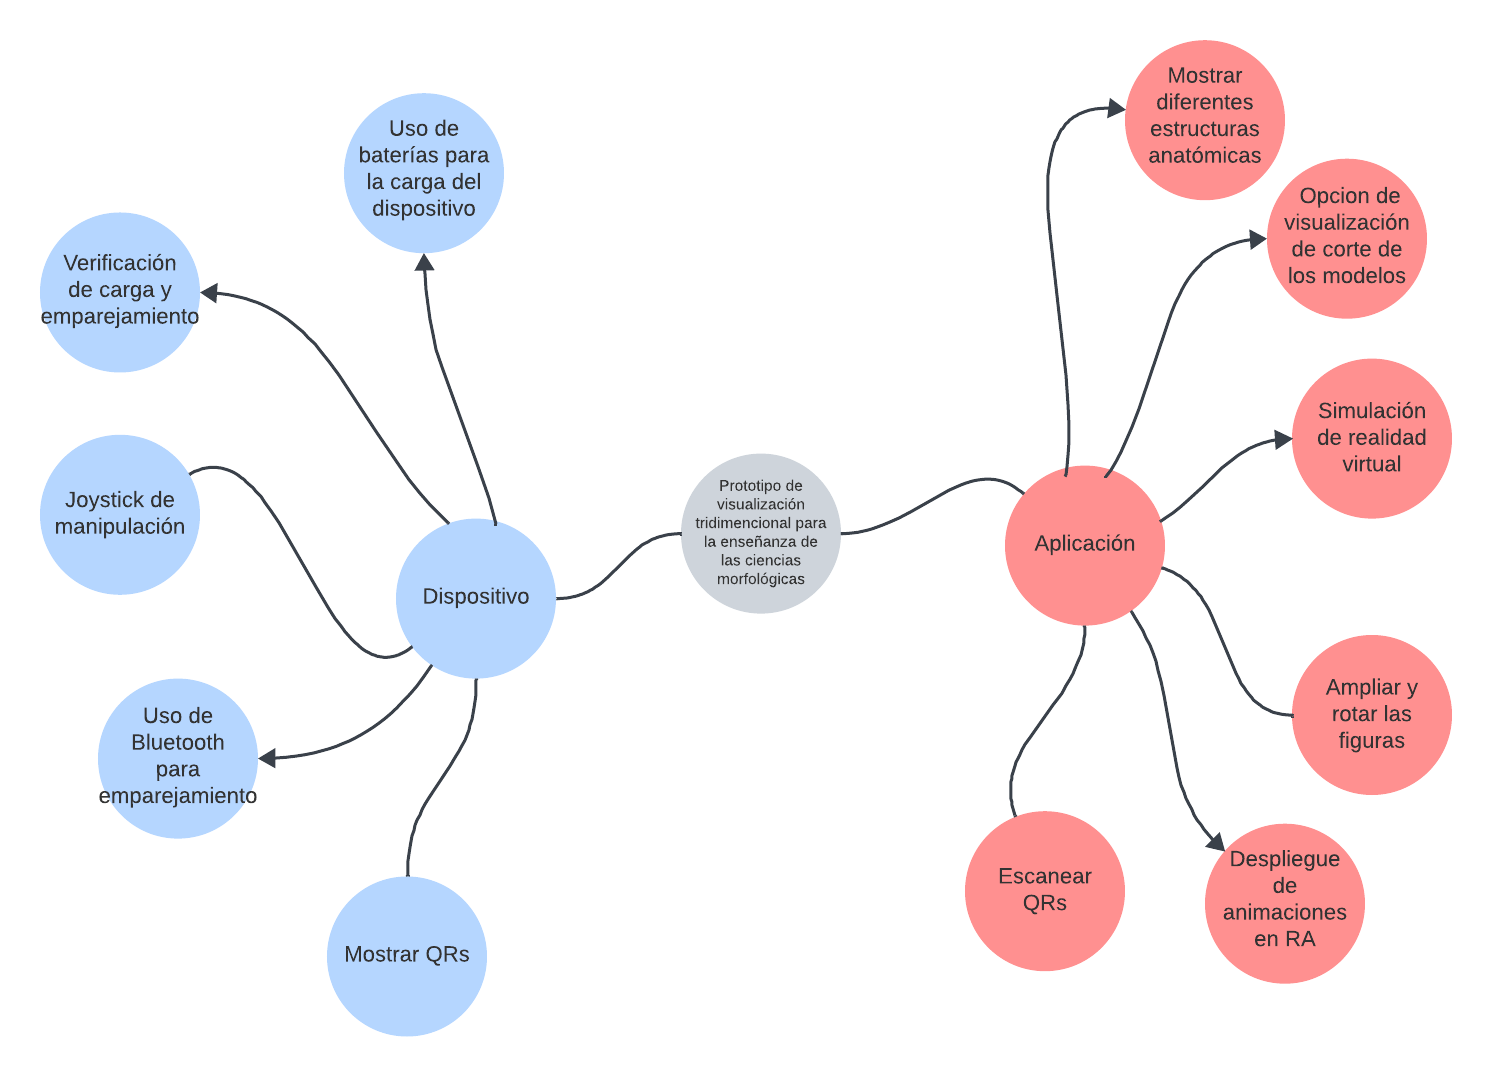 Uso de
baterías para
la carga del
dispositivo
Verificación
de carga y
emparejamiento
Joystick de
manipulación
Dispositivo
Uso de
Bluetooth
para
emparejamiento
Mostrar QRs
Prototipo de
visualización
tridimencional para
la enseñanza de
las ciencias
morfológicas
Aplicación
Mostrar
diferentes
estructuras
anatómicas
Opcion de
visualización
de corte de
los modelos
Simulación
de realidad
virtual
Ampliar y
rotar las
figuras
Despliegue
de
animaciones
en RA
Escanear
QRs